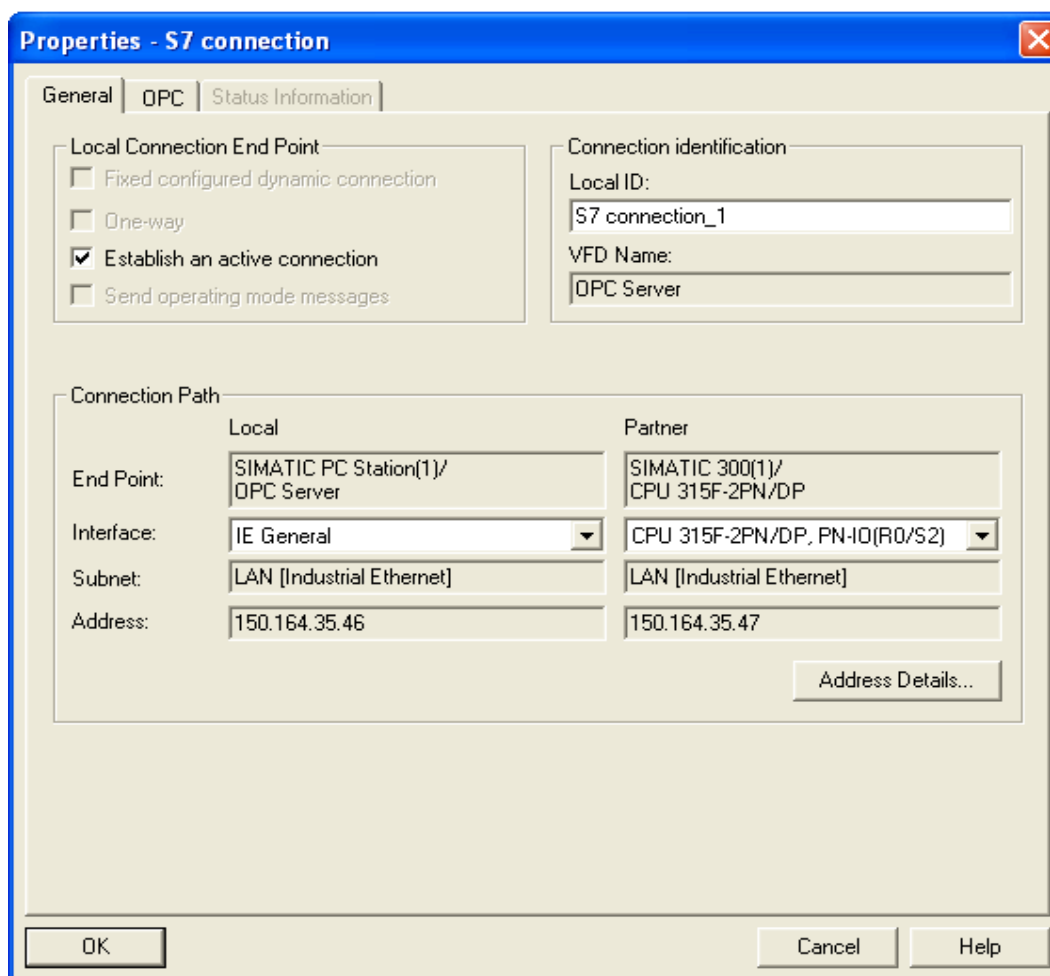 Properties - S7 connection
General OPC Status Information
Local Connection End Point
Fixed configured dynamic connection
One-way
Establish an active connection
Send operating mode messages
Connection identification
Local ID:
S7 connection_1
VFD Name:
OPC Server
Connection Path
Local Partner
End Point:
SIMATIC PC Station(1)/
OPC Server
SIMATIC 300(1)/
CPU 315F-2PN/DP
Interface: IE General CPU 315F-2PN/DP, PN-IO(R0/S2)
Subnet: LAN [Industrial Ethernet] LAN [Industrial Ethernet]
Address: 150.164.35.46 150.164.35.47
Address Details...
OK Cancel Help